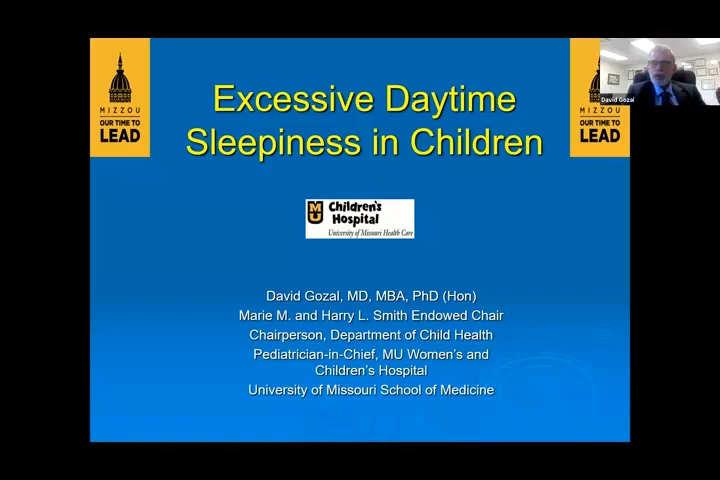 MIZZOU
OUR TIME TO
LEAD
Excessive Daytime
Sleepiness in Children
MIZZOU
OUR TIME TO
LEAD
David Gozal
MU
Children's
Hospital
University of Missouri Health Care
David Gozal, MD, MBA, PhD (Hon)
Marie M. and Harry L. Smith Endowed Chair
Chairperson, Department of Child Health
Pediatrician-in-Chief, MU Women's and
Children's Hospital
University of Missouri School of Medicine